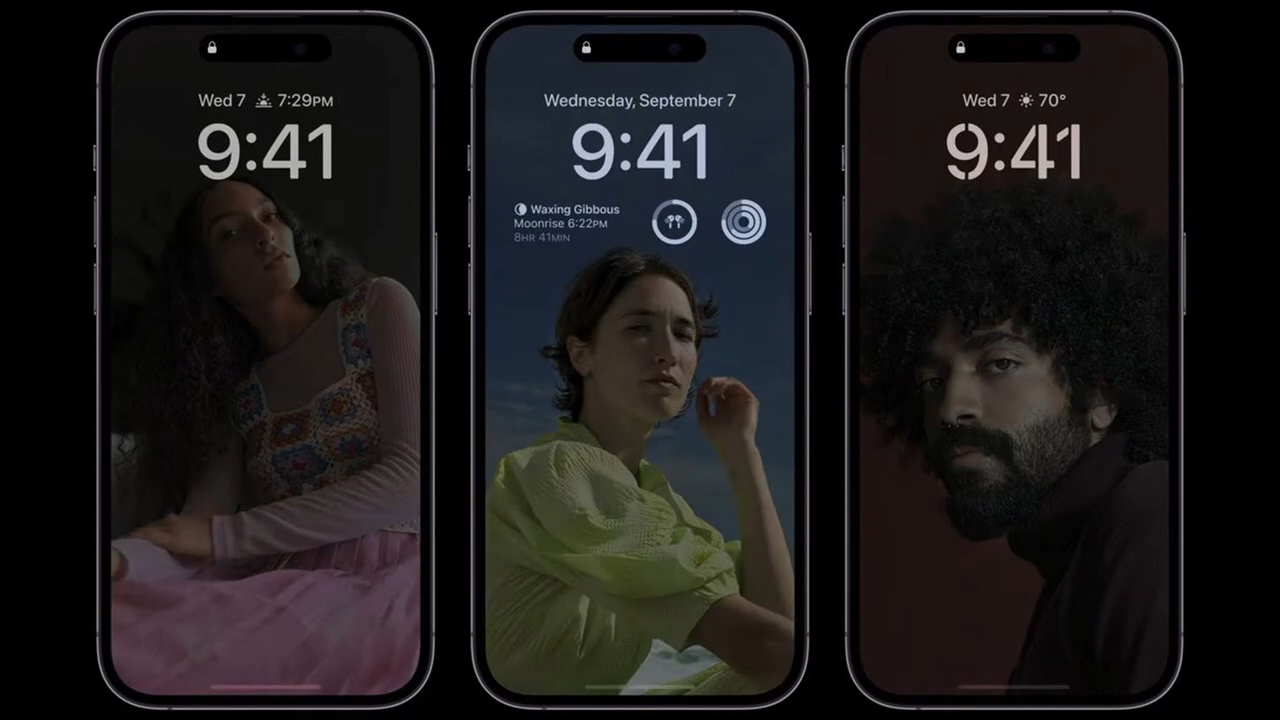 Wed 7 7:29PM
9:41
Wednesday, September 7
9:41
Waxing Gibbous
Moonrise 6:22PM
8HR 41MIN
Wed 7 70°
9:41